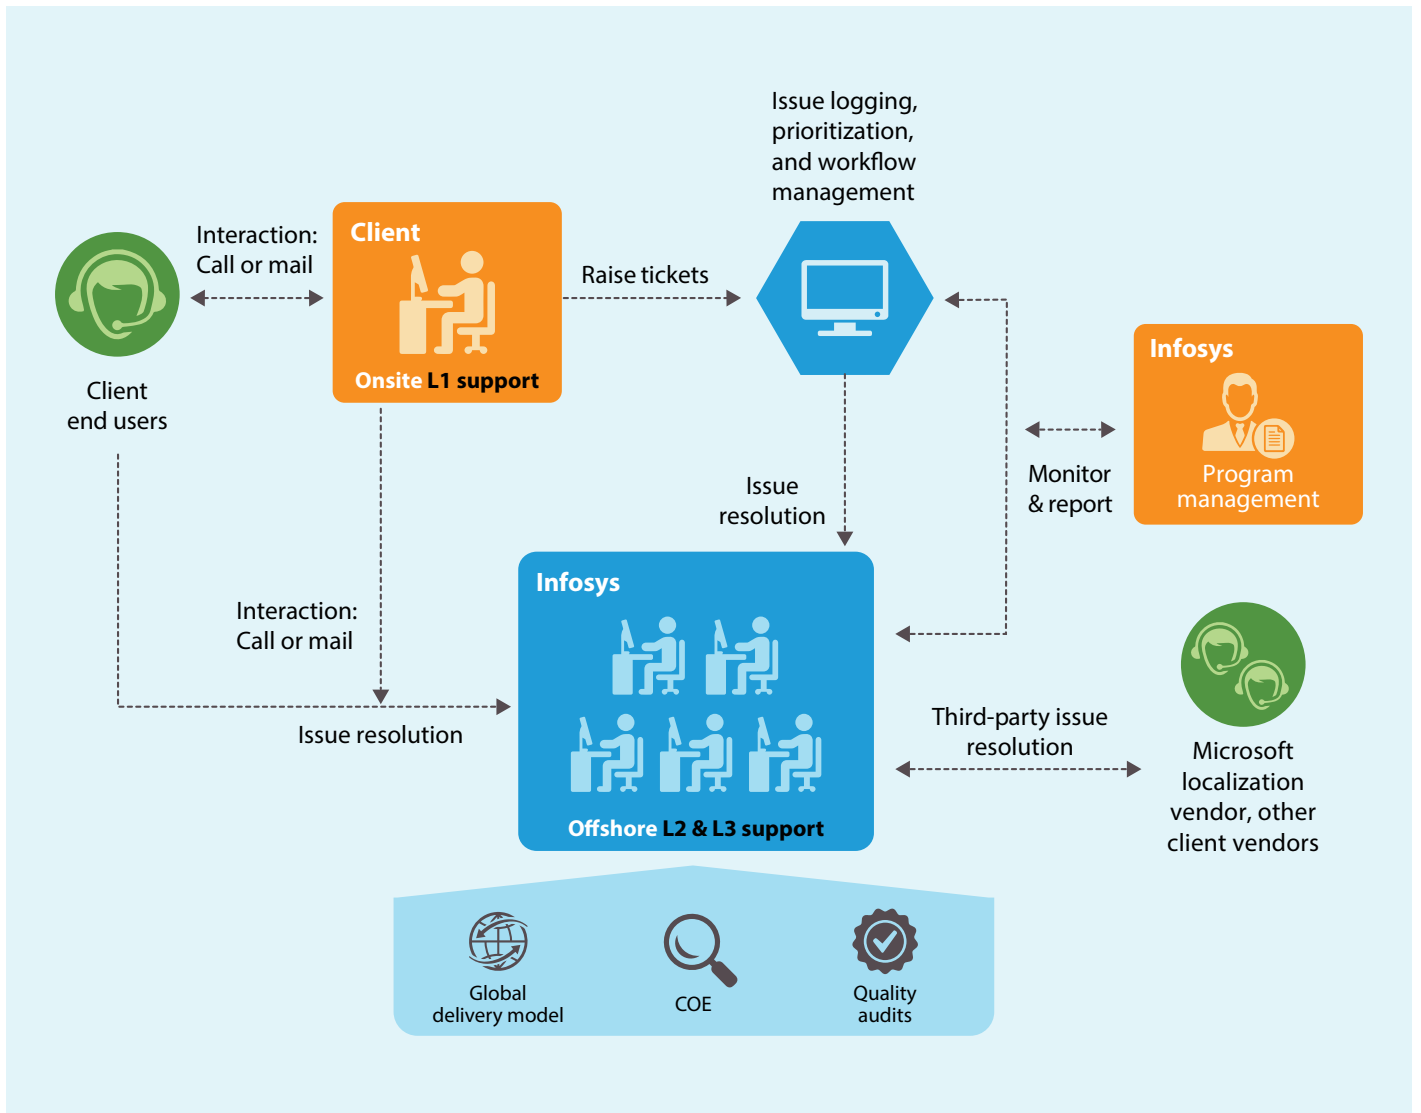 Issue logging,
prioritization,
and workflow
management
Interaction:
Call or mail
Client
Raise tickets
Onsite L1 support
Client
end users
Infosys
Program
management
Monitor
& report
Issue
resolution
Infosys
Interaction:
Call or mail
Issue resolution
Offshore L2 & L3 support
Third-party issue
resolution
Microsoft
localization
vendor, other
client vendors
Global
delivery model
COE
Quality
audits